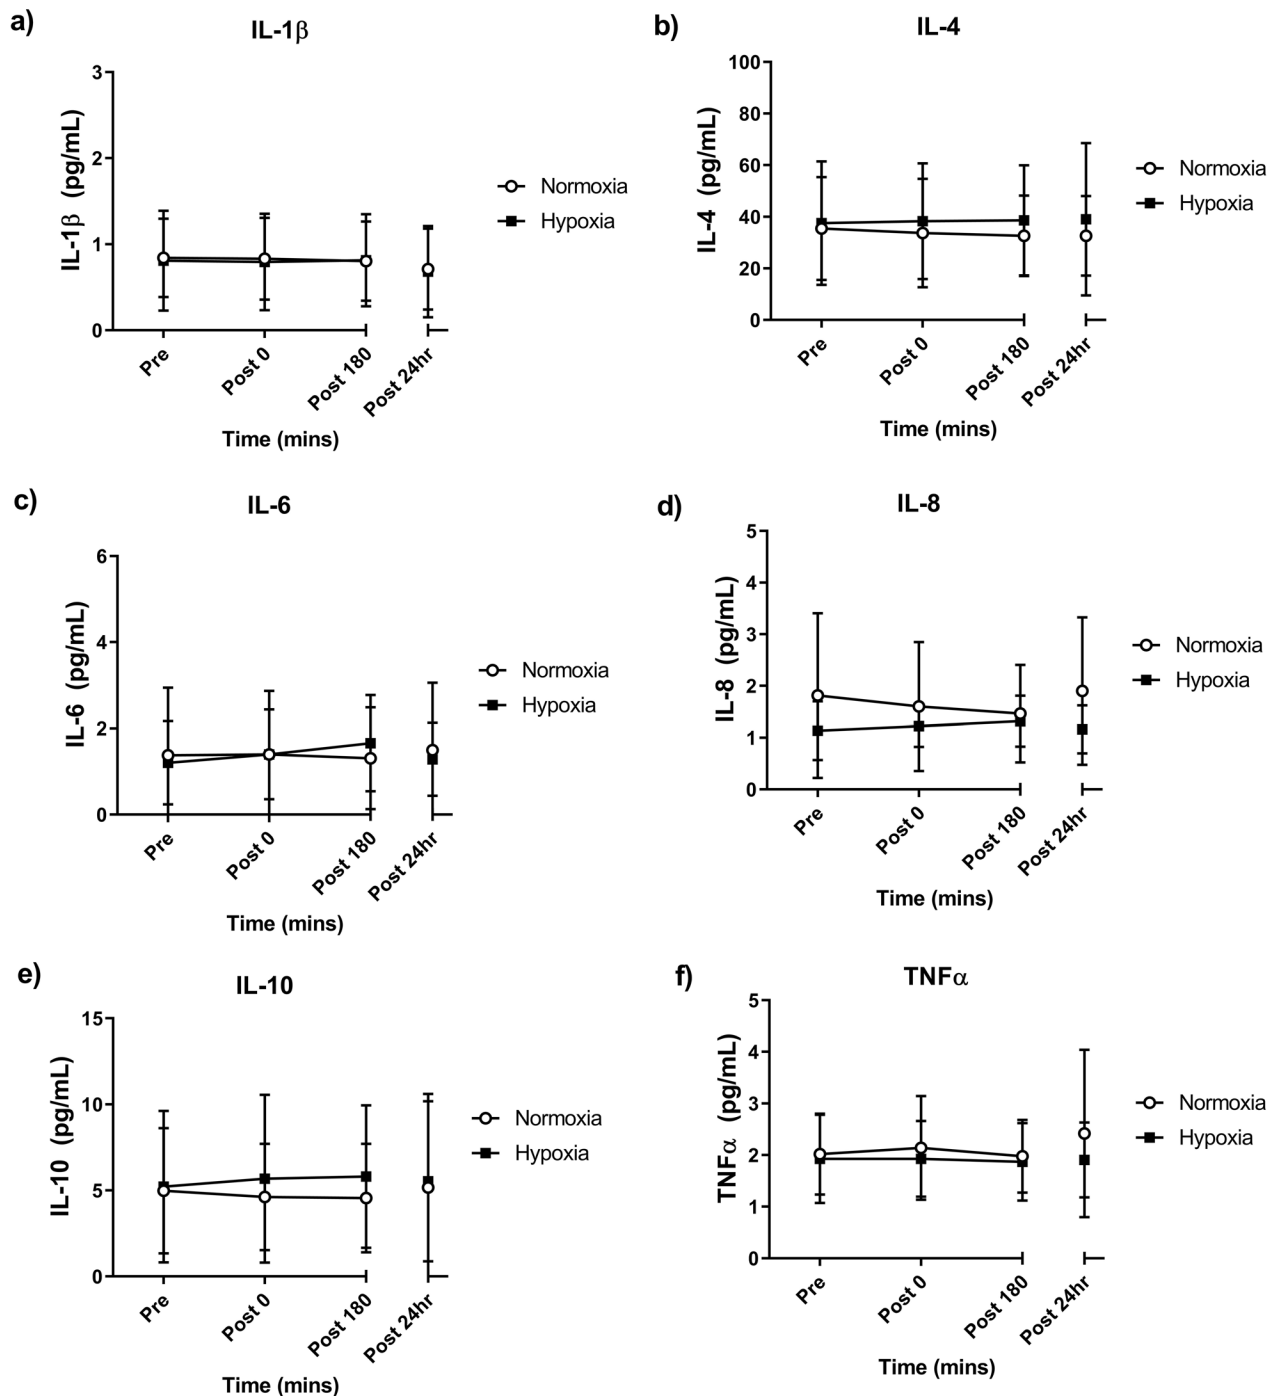 a)
IL-1β
IL-1β (pg/mL)
3
2
1
0
Pre
Post 0
Post 180
Post 24hr
Time (mins)
Normoxia
Hypoxia
b)
IL-4
IL-4 (pg/mL)
100
80
60
40
20
0
Pre
Post 0
Post 180
Post 24hr
Time (mins)
Normoxia
Hypoxia
c)
IL-6
IL-6 (pg/mL)
6
4
2
0
Pre
Post 0
Post 180
Post 24hr
Time (mins)
Normoxia
Hypoxia
d)
IL-8
IL-8 (pg/mL)
5
4
3
2
1
0
Pre
Post 0
Post 180
Post 24hr
Time (mins)
Normoxia
Hypoxia
e)
IL-10
IL-10 (pg/mL)
15
10
5
0
Pre
Post 0
Post 180
Post 24hr
Time (mins)
Normoxia
Hypoxia
f)
TNFα
TNFα (pg/mL)
5
4
3
2
1
0
Pre
Post 0
Post 180
Post 24hr
Time (mins)
Normoxia
Hypoxia